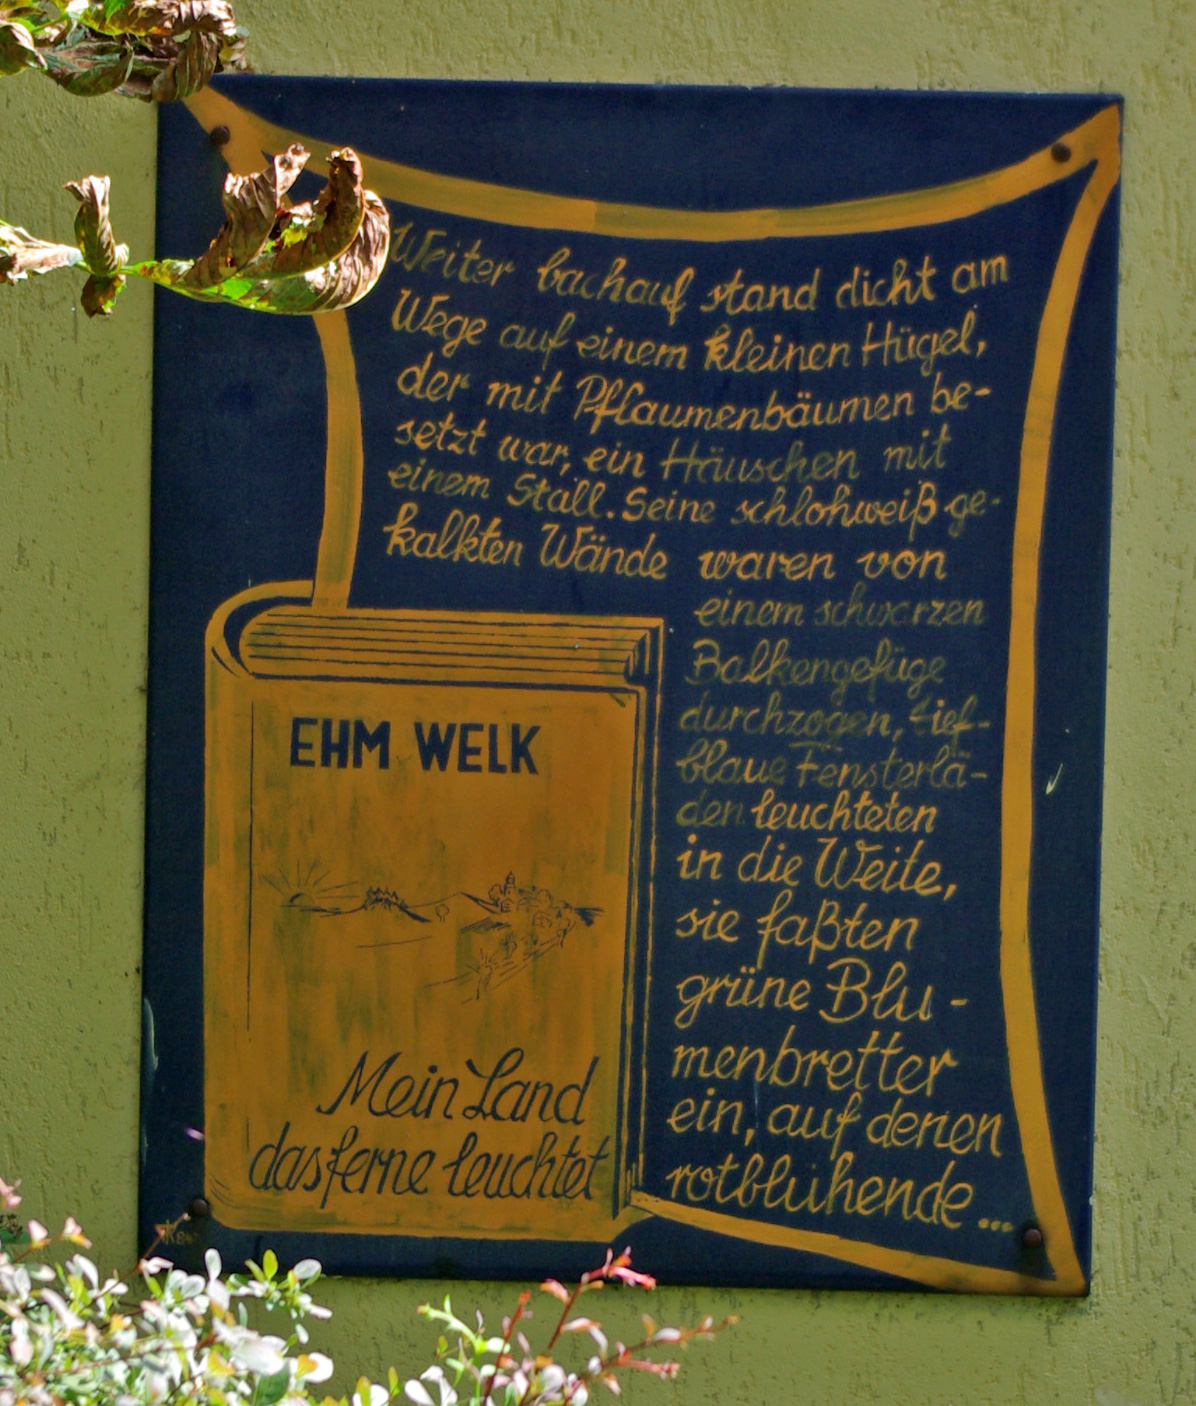 Weiter bachauf stand dicht am
Wege auf einem kleinen Hügel,
der mit Pflaumenbäumen be-
setzt war, ein Häuschen mit
einem Stall. Seine schlohweiß ge-
kalkten Wände waren von
einem schwarzen
Balkengefüge
durchzogen, tief-
blaue Fensterlä-
den leuchteten
in die Weite,
sie faßten
grüne Blu-
menbretter
ein, auf denen
rotblühende...
EHM WELK
Mein Land
das ferne leuchtet